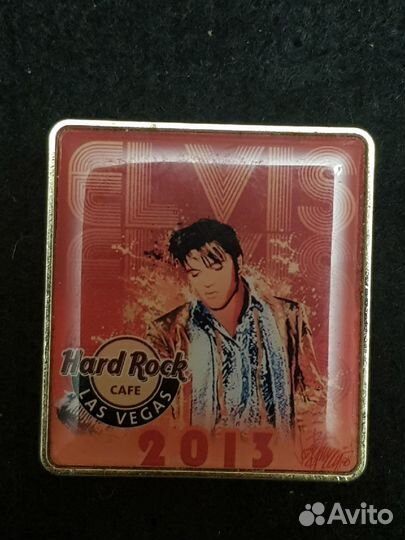 ELVIS
Hard Rock
CAFE
LAS VEGAS
2013
Avito